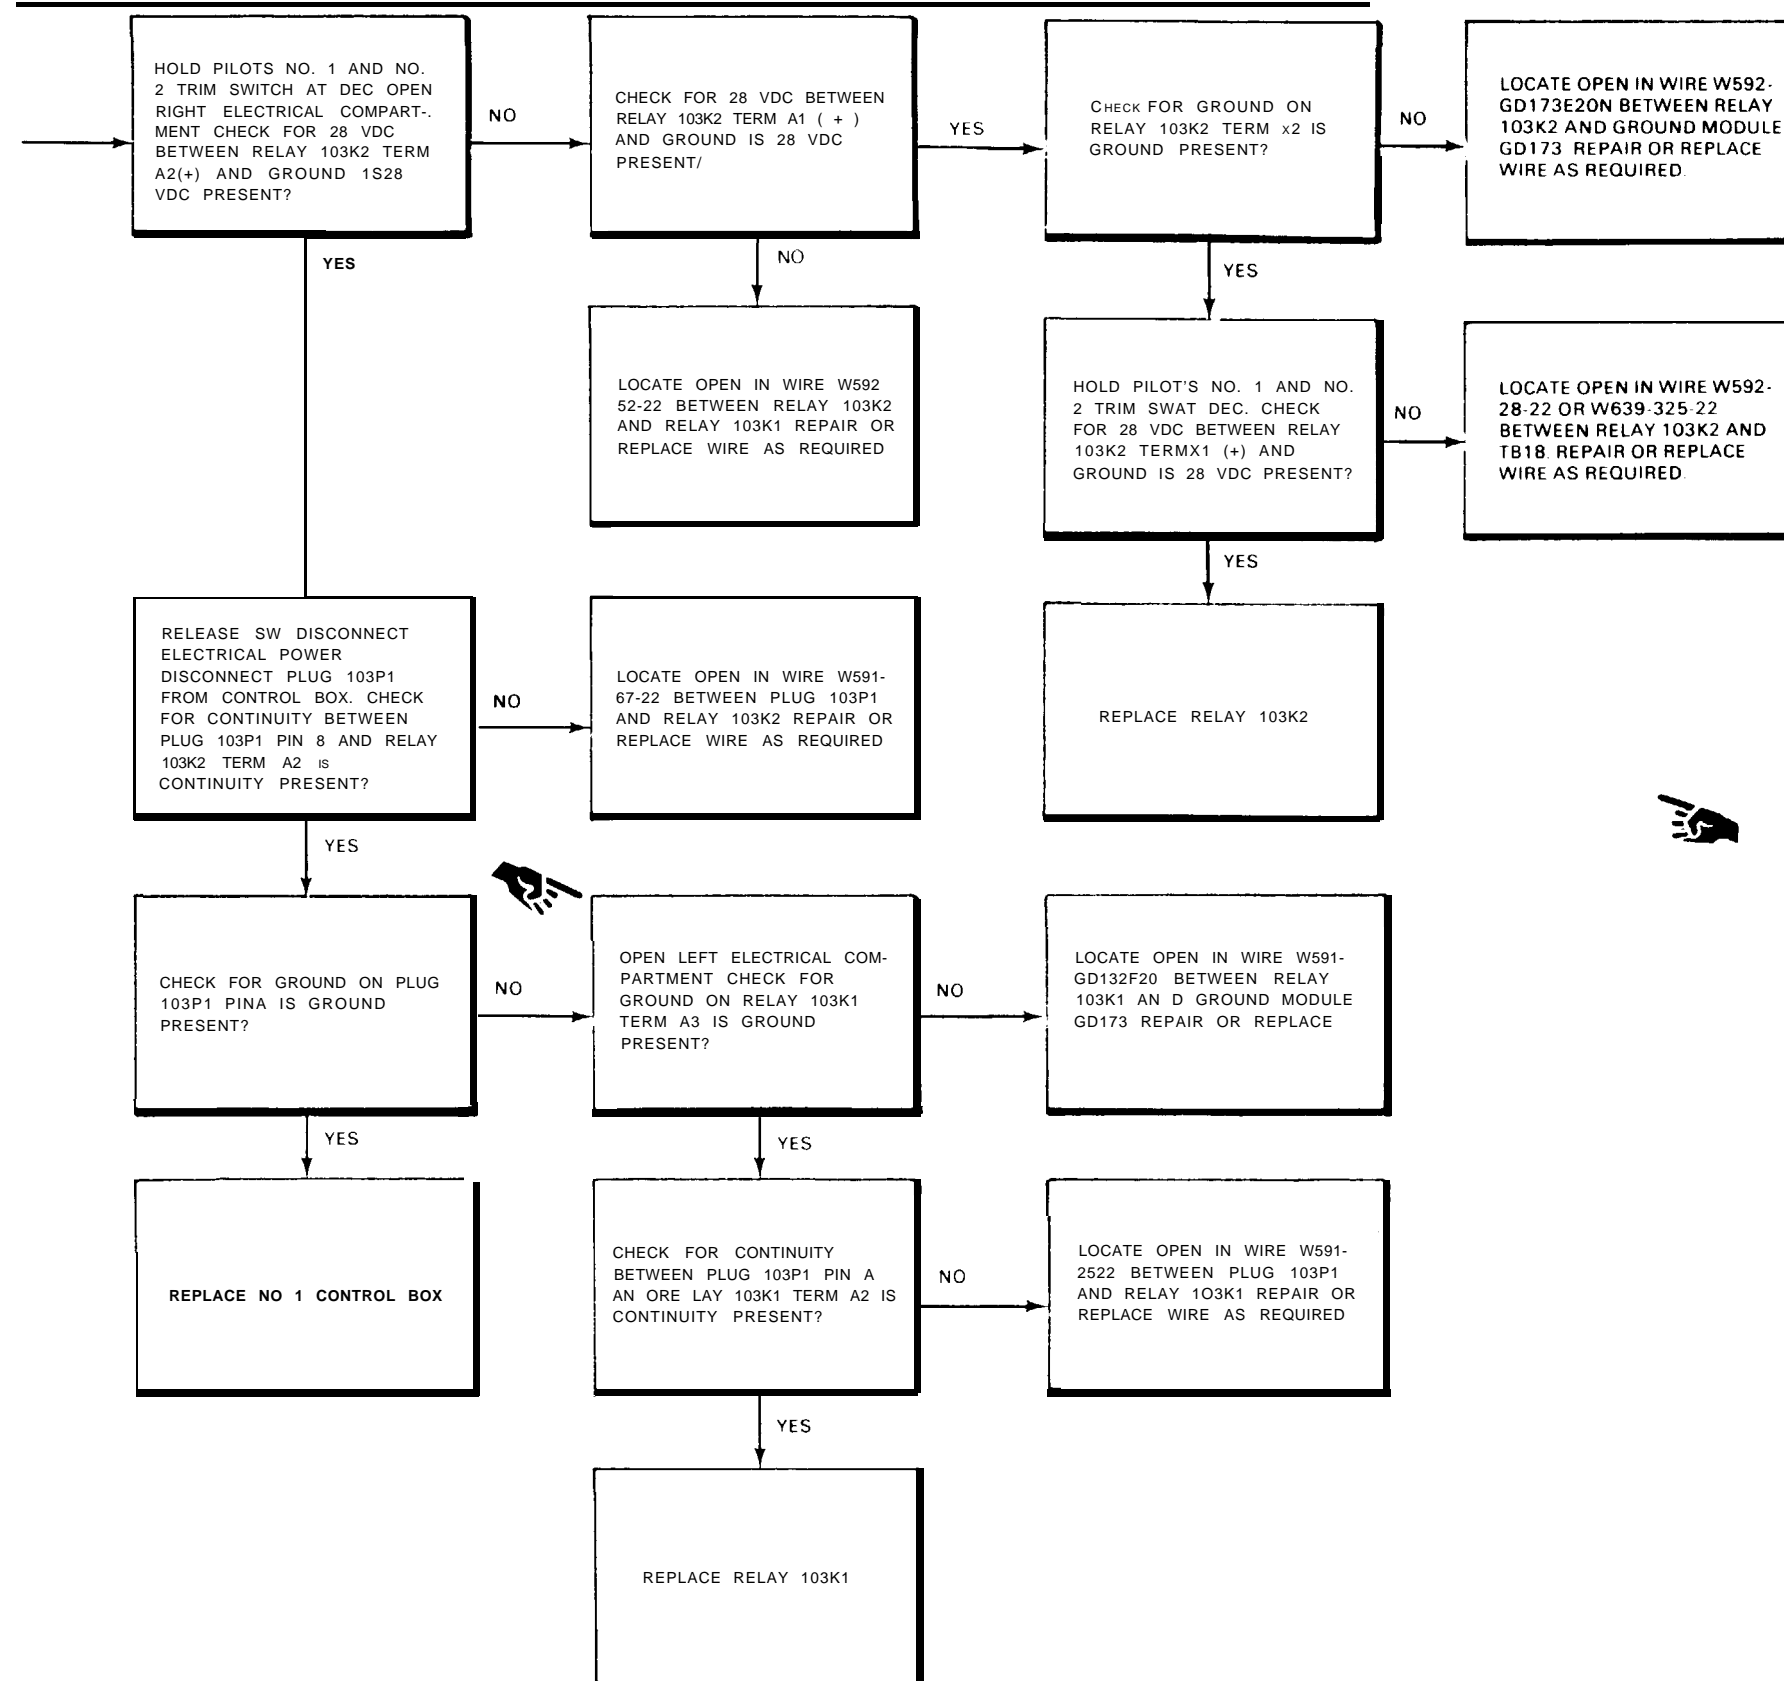 HOLD PILOTS NO. 1 AND NO.
2 TRIM SWITCH AT DEC OPEN
RIGHT ELECTRICAL COMPART-.
MENT CHECK FOR 28 VDC
BETWEEN RELAY 103K2 TERM
A2(+) AND GROUND 1S28
VDC PRESENT?
NO
CHECK FOR 28 VDC BETWEEN
RELAY 103K2 TERM A1 ( + )
AND GROUND IS 28 VDC
PRESENT/
YES
CHECK FOR GROUND ON
RELAY 103K2 TERM X2 IS
GROUND PRESENT?
NO
LOCATE OPEN IN WIRE W592-
GD173E20N BETWEEN RELAY
103K2 AND GROUND MODULE
GD173 REPAIR OR REPLACE
WIRE AS REQUIRED.
YES
NO
YES
LOCATE OPEN IN WIRE W592
52-22 BETWEEN RELAY 103K2
AND RELAY 103K1 REPAIR OR
REPLACE WIRE AS REQUIRED
HOLD PILOT'S NO. 1 AND NO.
2 TRIM SWAT DEC. CHECK
FOR 28 VDC BETWEEN RELAY
103K2 TERMX1 (+) AND
GROUND IS 28 VDC PRESENT?
NO
LOCATE OPEN IN WIRE W592-
28-22 OR W639-325-22
BETWEEN RELAY 103K2 AND
TB18. REPAIR OR REPLACE
WIRE AS REQUIRED.
YES
RELEASE SW DISCONNECT
ELECTRICAL POWER
DISCONNECT PLUG 103P1
FROM CONTROL BOX. CHECK
FOR CONTINUITY BETWEEN
PLUG 103P1 PIN 8 AND RELAY
103K2 TERM A2 IS
CONTINUITY PRESENT?
NO
LOCATE OPEN IN WIRE W591-
67-22 BETWEEN PLUG 103P1
AND RELAY 103K2 REPAIR OR
REPLACE WIRE AS REQUIRED
REPLACE RELAY 103K2
YES
CHECK FOR GROUND ON PLUG
103P1 PINA IS GROUND
PRESENT?
NO
OPEN LEFT ELECTRICAL COM-
PARTMENT CHECK FOR
GROUND ON RELAY 103K1
TERM A3 IS GROUND
PRESENT?
NO
LOCATE OPEN IN WIRE W591-
GD132F20 BETWEEN RELAY
103K1 AN D GROUND MODULE
GD173 REPAIR OR REPLACE
YES
YES
REPLACE NO 1 CONTROL BOX
CHECK FOR CONTINUITY
BETWEEN PLUG 103P1 PIN A
AN ORE LAY 103K1 TERM A2 IS
CONTINUITY PRESENT?
NO
LOCATE OPEN IN WIRE W591-
2522 BETWEEN PLUG 103P1
AND RELAY 1O3K1 REPAIR OR
REPLACE WIRE AS REQUIRED
YES
REPLACE RELAY 103K1